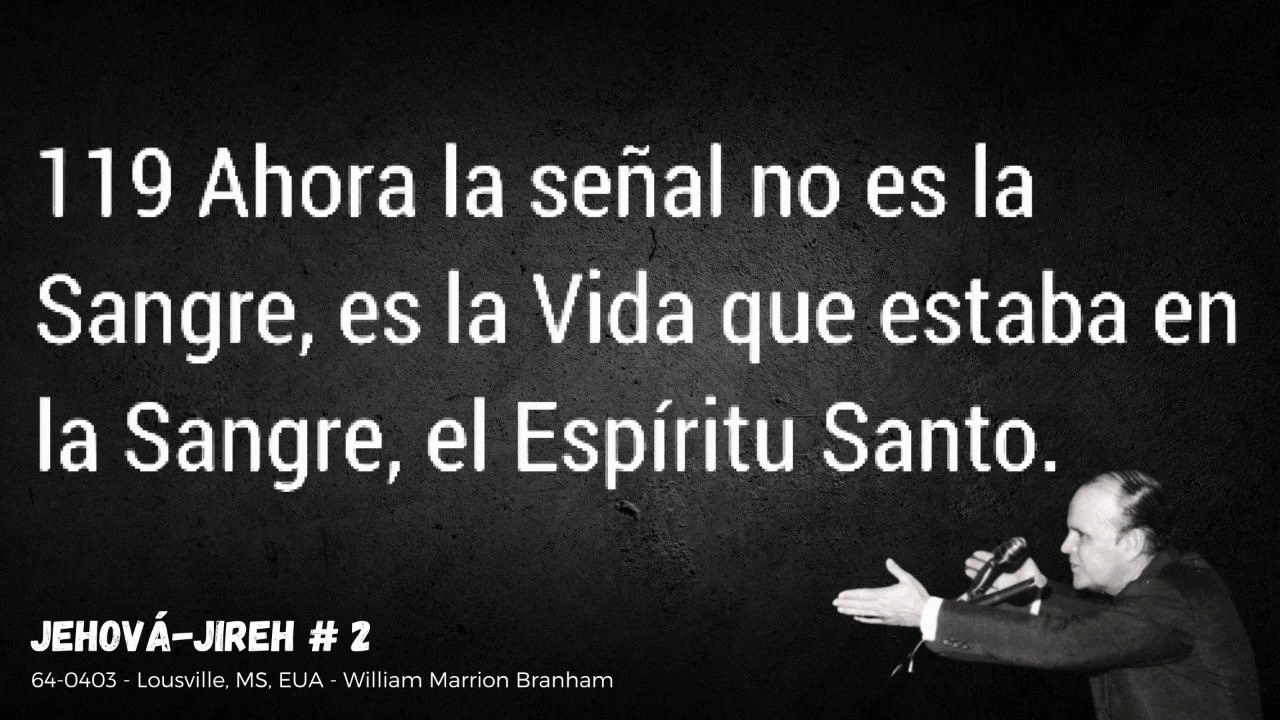 119 Ahora la señal no es la
Sangre, es la Vida que estaba en
la Sangre, el Espíritu Santo.
JEHOVÁ-JIREH # 2
64-0403 - Lousville, MS, EUA - William Marrion Branham